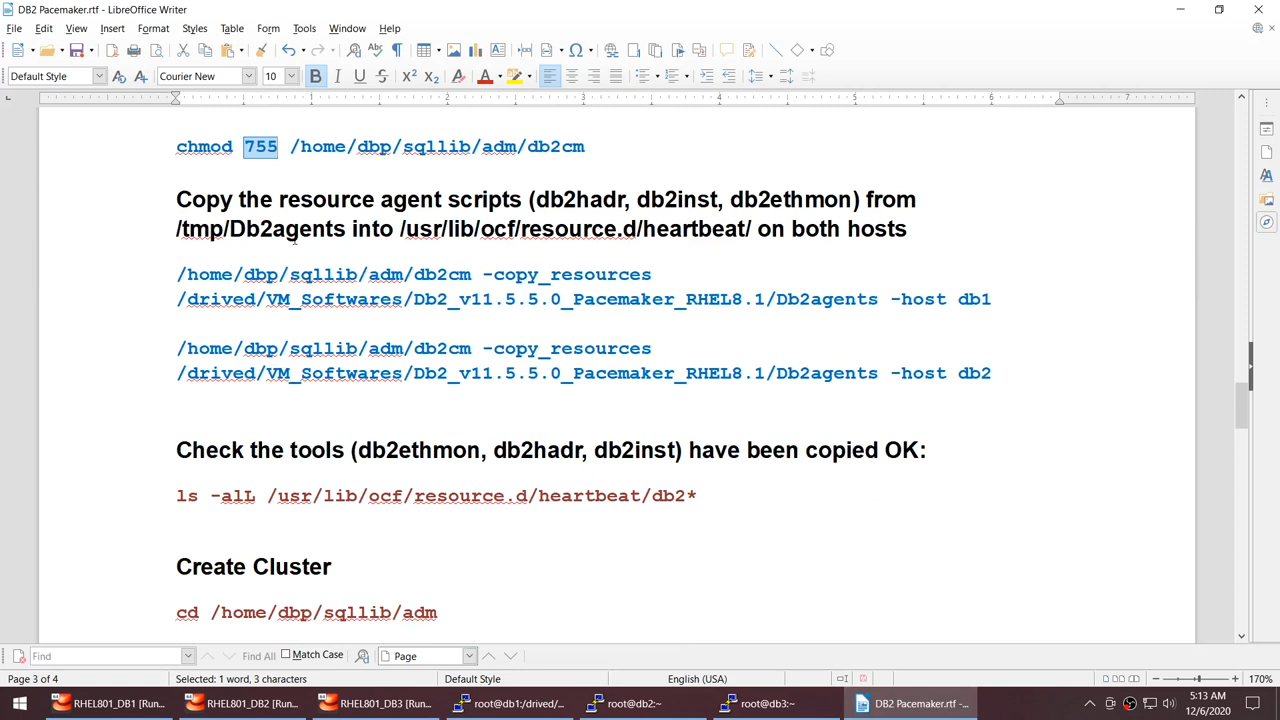 DB2 Pacemaker.rtf - LibreOffice Writer
File Edit View Insert Format Styles Table Form Tools Window Help
Default Style Courier New 10
1 2 3 4 5 6 7
chmod 755 /home/dbp/sqllib/adm/db2cm
Copy the resource agent scripts (db2hadr, db2inst, db2ethmon) from
/tmp/Db2agents into /usr/lib/ocf/resource.d/heartbeat/ on both hosts
/home/dbp/sqllib/adm/db2cm -copy_resources
/drived/VM_Softwares/Db2_v11.5.5.0_Pacemaker_RHEL8.1/Db2agents -host db1
/home/dbp/sqllib/adm/db2cm -copy_resources
/drived/VM_Softwares/Db2_v11.5.5.0_Pacemaker_RHEL8.1/Db2agents -host db2
Check the tools (db2ethmon, db2hadr, db2inst) have been copied OK:
ls -alL /usr/lib/ocf/resource.d/heartbeat/db2*
Create Cluster
cd /home/dbp/sqllib/adm
Find Find All Match Case Page
Page 3 of 4 Selected: 1 word, 3 characters Default Style English (USA) 170%
RHEL801_DB1 [Run... RHEL801_DB2 [Run... RHEL801_DB3 [Run... root@db1:/drived/... root@db2:~ root@db3:~ DB2 Pacemaker.rtf -... 5:13 AM
12/6/2020